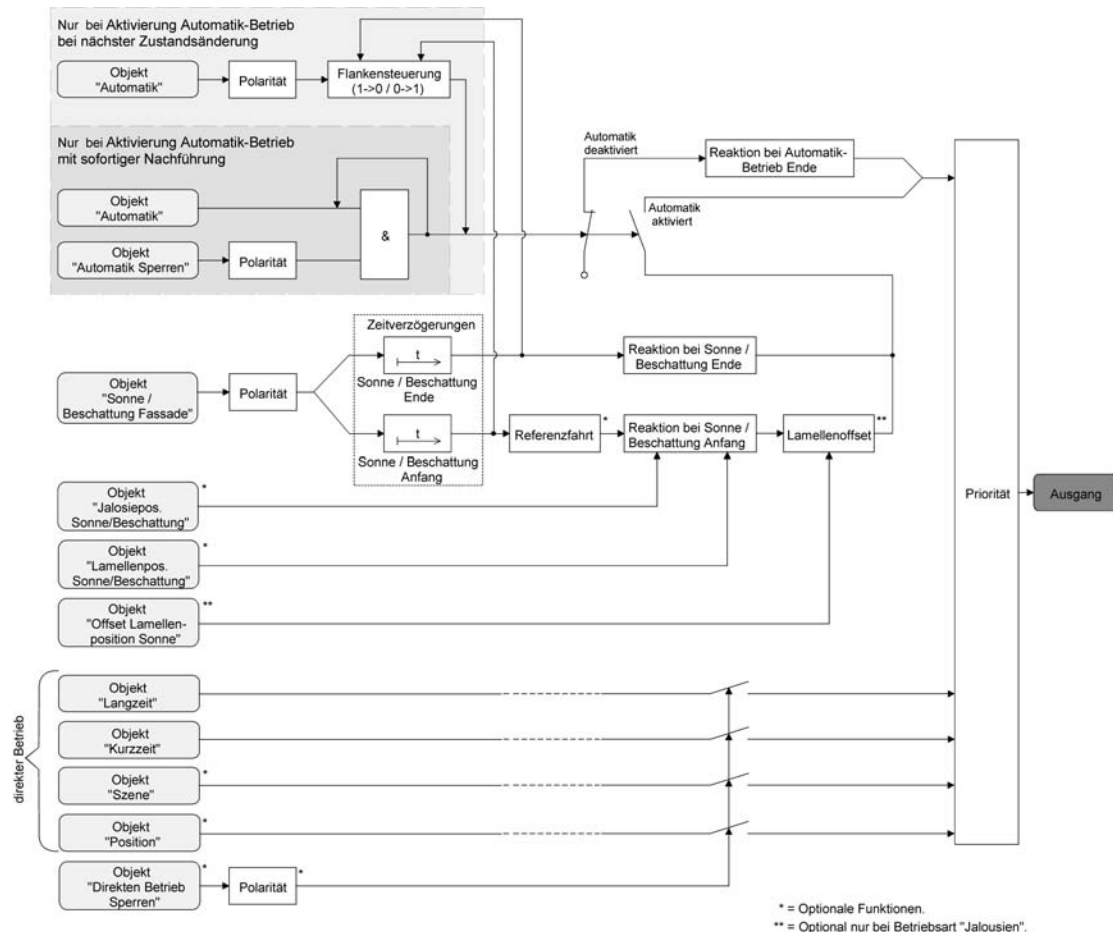 Nur bei Aktivierung Automatik-Betrieb
bei nächster Zustandsänderung
Objekt
"Automatik"
Polarität
Flankensteuerung
(1->0 / 0->1)
Nur bei Aktivierung Automatik-Betrieb
mit sofortiger Nachführung
Objekt
"Automatik"
&
Objekt
"Automatik Sperren"
Polarität
Automatik
deaktiviert
Reaktion bei Automatik-
Betrieb Ende
Automatik
aktiviert
Zeitverzögerungen
t
Sonne / Beschattung
Ende
Reaktion bei Sonne /
Beschattung Ende
Objekt
"Sonne /
Beschattung Fassade"
Polarität
t
Sonne / Beschattung
Anfang
Referenzfahrt
*
Reaktion bei Sonne /
Beschattung Anfang
Lamellenoffset
**
Objekt
"Jalosiepos.
Sonne/Beschattung"
*
Objekt
"Lamellenpos.
Sonne/Beschattung"
*
Objekt
"Offset Lamellen-
position Sonne"
**
Priorität
Ausgang
direkter Betrieb
Objekt
"Langzeit"
Objekt
"Kurzzeit"
Objekt
"Szene"
*
Objekt
"Position"
*
Objekt
"Direkten Betrieb
Sperren"
*
Polarität
*
* = Optionale Funktionen.
** = Optional nur bei Betriebsart "Jalousien".